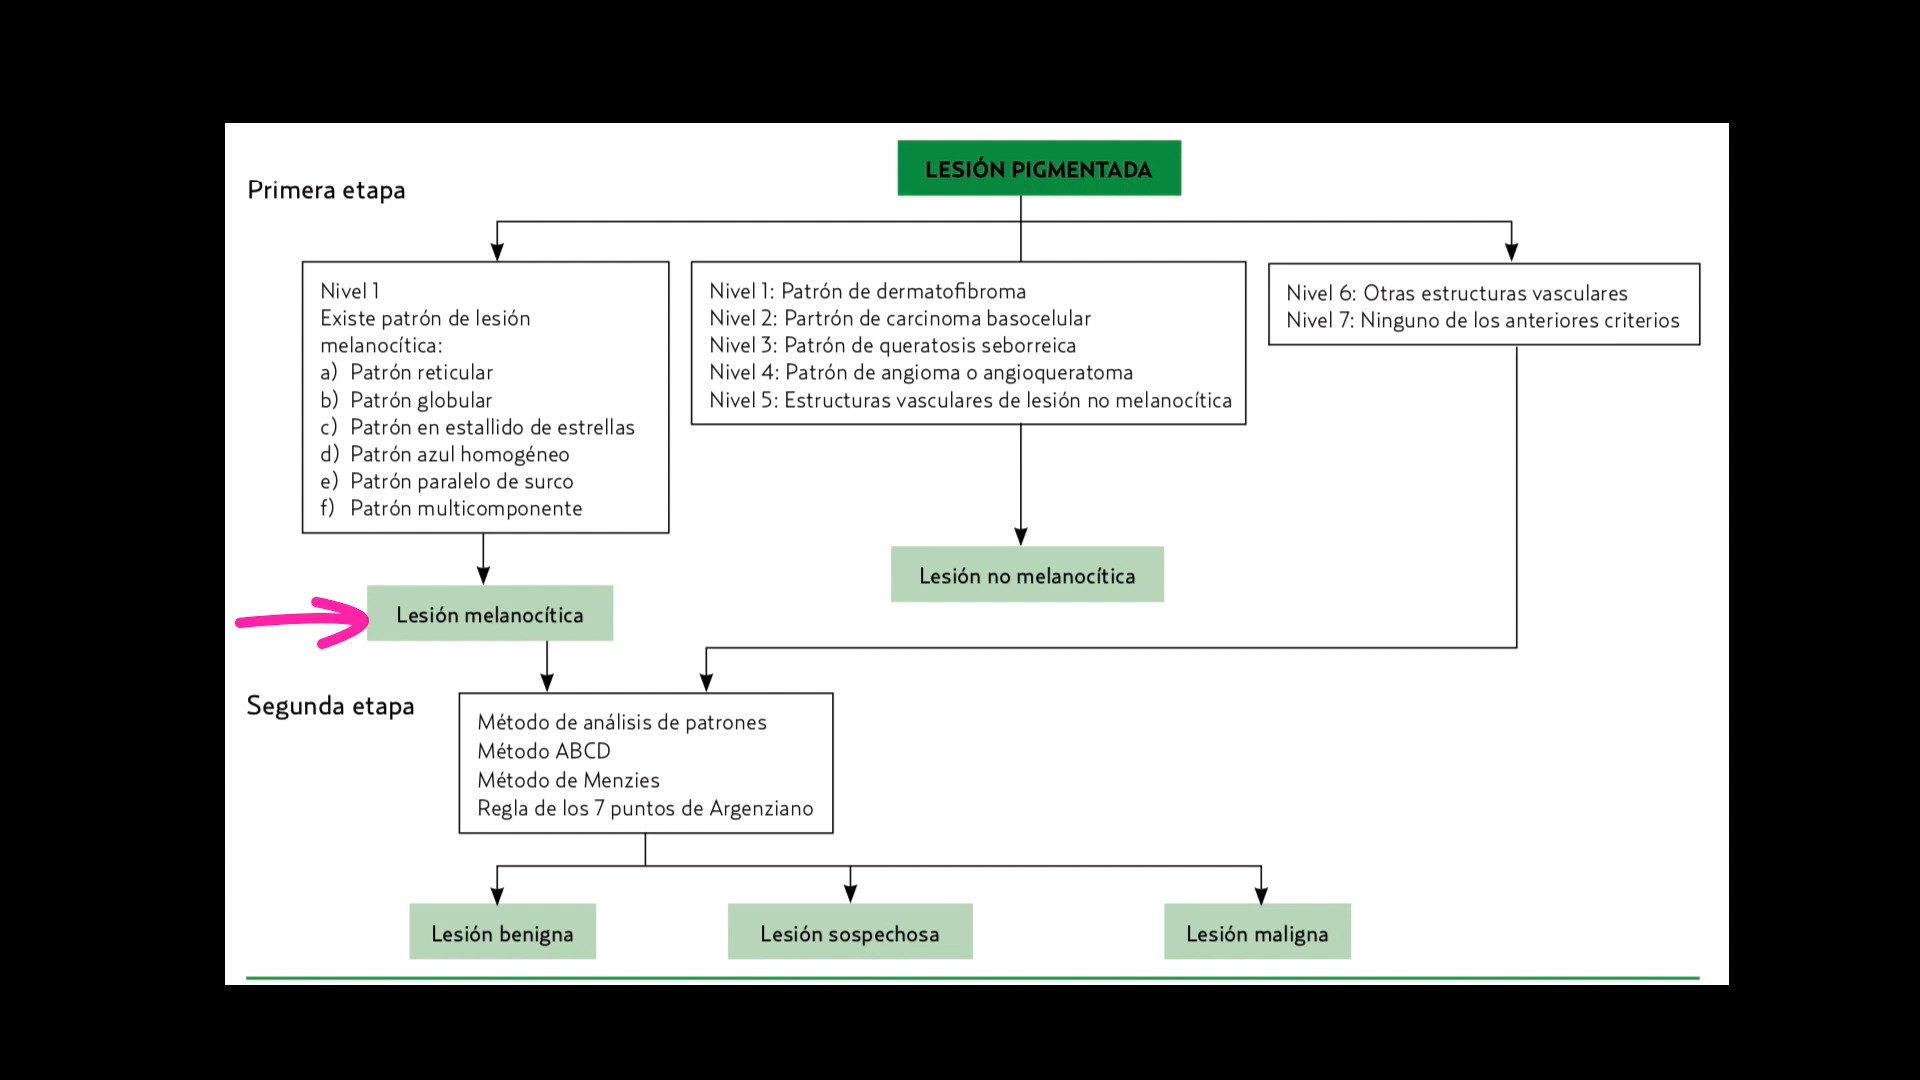 LESIÓN PIGMENTADA
Primera etapa
Nivel 1
Existe patrón de lesión
melanocítica:
a) Patrón reticular
b) Patrón globular
c) Patrón en estallido de estrellas
d) Patrón azul homogéneo
e) Patrón paralelo de surco
f) Patrón multicomponente
Nivel 1: Patrón de dermatofibroma
Nivel 2: Partrón de carcinoma basocelular
Nivel 3: Patrón de queratosis seborreica
Nivel 4: Patrón de angioma o angioqueratoma
Nivel 5: Estructuras vasculares de lesión no melanocítica
Nivel 6: Otras estructuras vasculares
Nivel 7: Ninguno de los anteriores criterios
Lesión no melanocítica
Lesión melanocítica
Segunda etapa
Método de análisis de patrones
Método ABCD
Método de Menzies
Regla de los 7 puntos de Argenziano
Lesión benigna
Lesión sospechosa
Lesión maligna